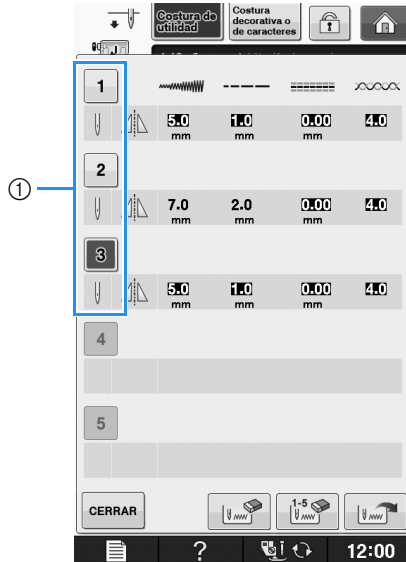 Costura de
utilidad
Costura
decorativa o
de caracteres
J
1
5.0 1.0 0.00 4.0
mm mm mm
2
7.0 2.0 0.00 4.0
mm mm mm
①
3
5.0 1.0 0.00 4.0
mm mm mm
4
5
CERRAR
1-5
? 12:00